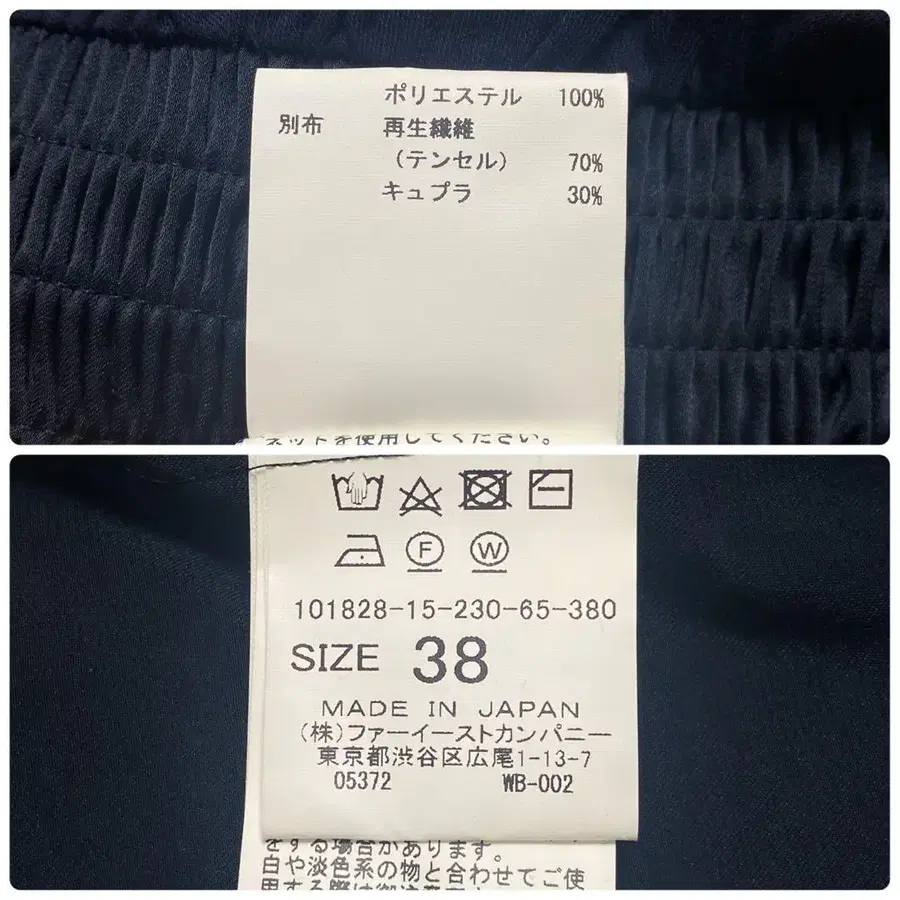 ポリエステル 100%
別布 再生繊維
(テンセル) 70%
キュプラ 30%
ネットを使用してください。
F W
101828-15-230-65-380
SIZE 38
MADE IN JAPAN
(株)ファーイーストカンパニー
東京都渋谷区広尾1-13-7
05372 WB-002
をする場合があります。
白や淡色系の物と合わせてご使